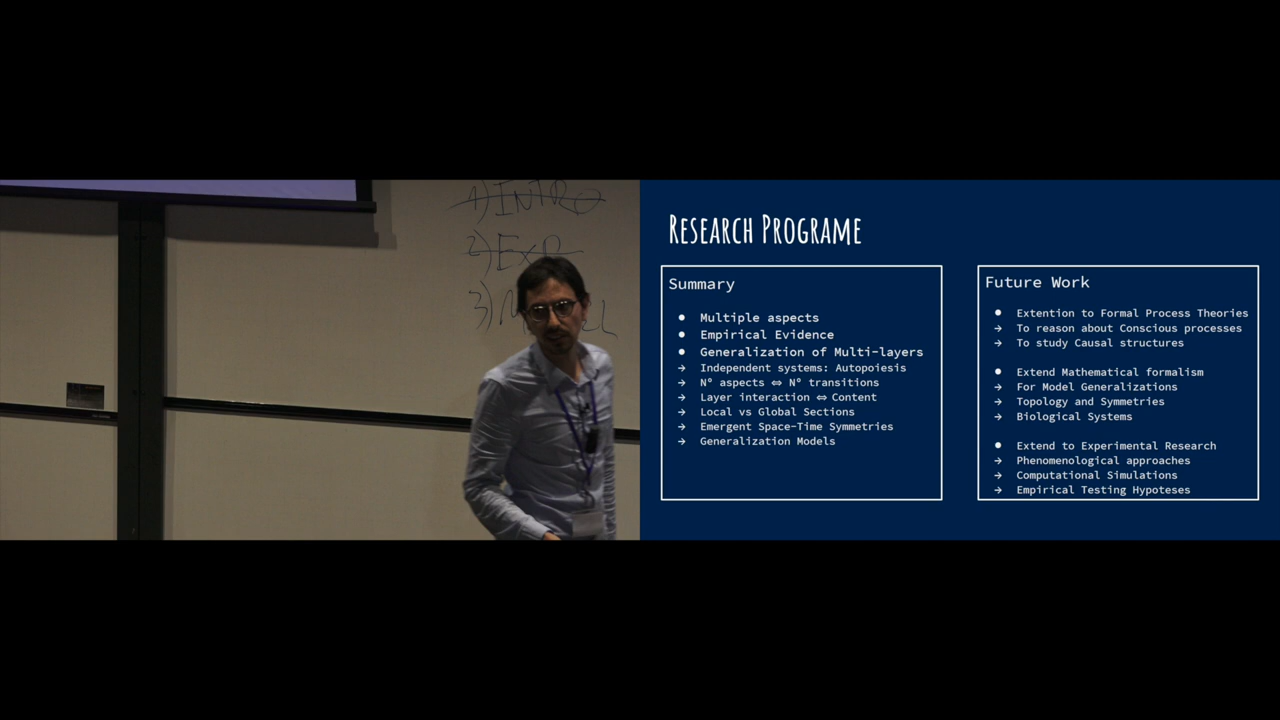 1) INTRO
2) EXP
3) M
RESEARCH PROGRAME
Summary
● Multiple aspects
● Empirical Evidence
● Generalization of Multi-layers
→ Independent systems: Autopoiesis
→ Nº aspects ⇔ Nº transitions
→ Layer interaction ⇔ Content
→ Local vs Global Sections
→ Emergent Space-Time Symmetries
→ Generalization Models
Future Work
● Extention to Formal Process Theories
→ To reason about Conscious processes
→ To study Causal structures
● Extend Mathematical formalism
→ For Model Generalizations
→ Topology and Symmetries
→ Biological Systems
● Extend to Experimental Research
→ Phenomenological approaches
→ Computational Simulations
→ Empirical Testing Hypoteses